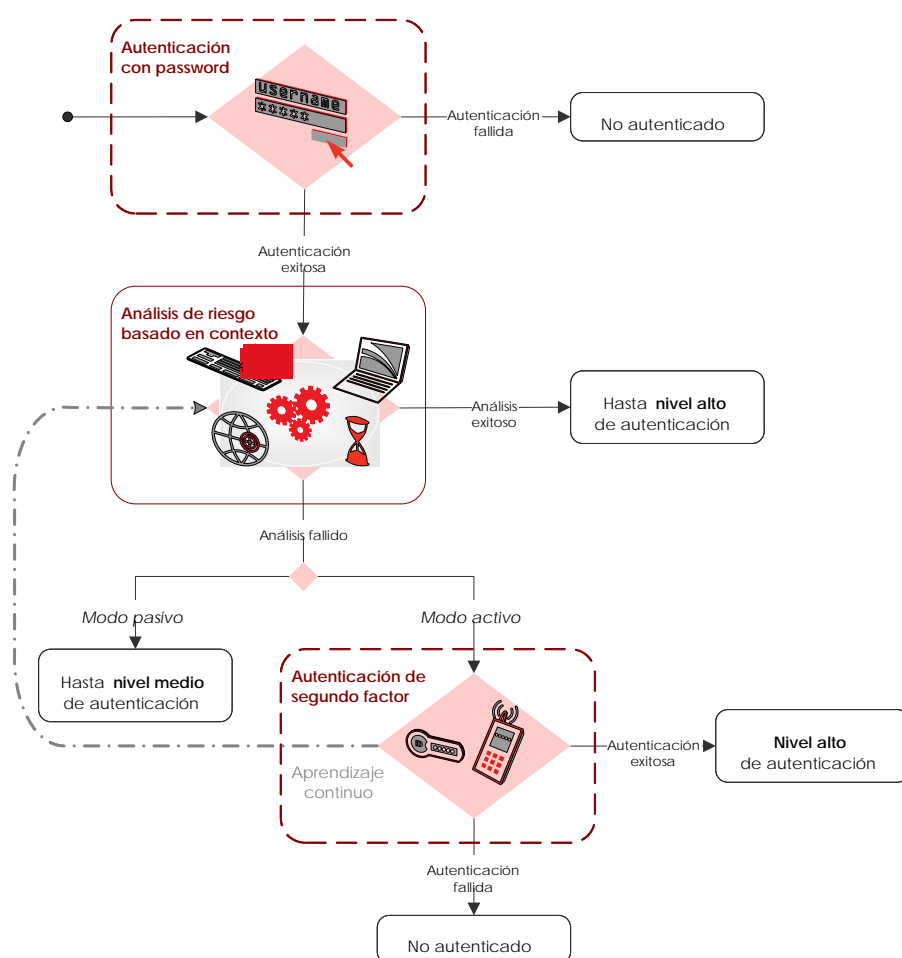 Autenticación
con password
username
*****
Autenticación
fallida
No autenticado
Autenticación
exitosa
Análisis de riesgo
basado en contexto
Análisis
exitoso
Hasta nivel alto
de autenticación
Análisis fallido
Modo pasivo
Modo activo
Hasta nivel medio
de autenticación
Autenticación de
segundo factor
Aprendizaje
continuo
Autenticación
exitosa
Nivel alto
de autenticación
Autenticación
fallida
No autenticado